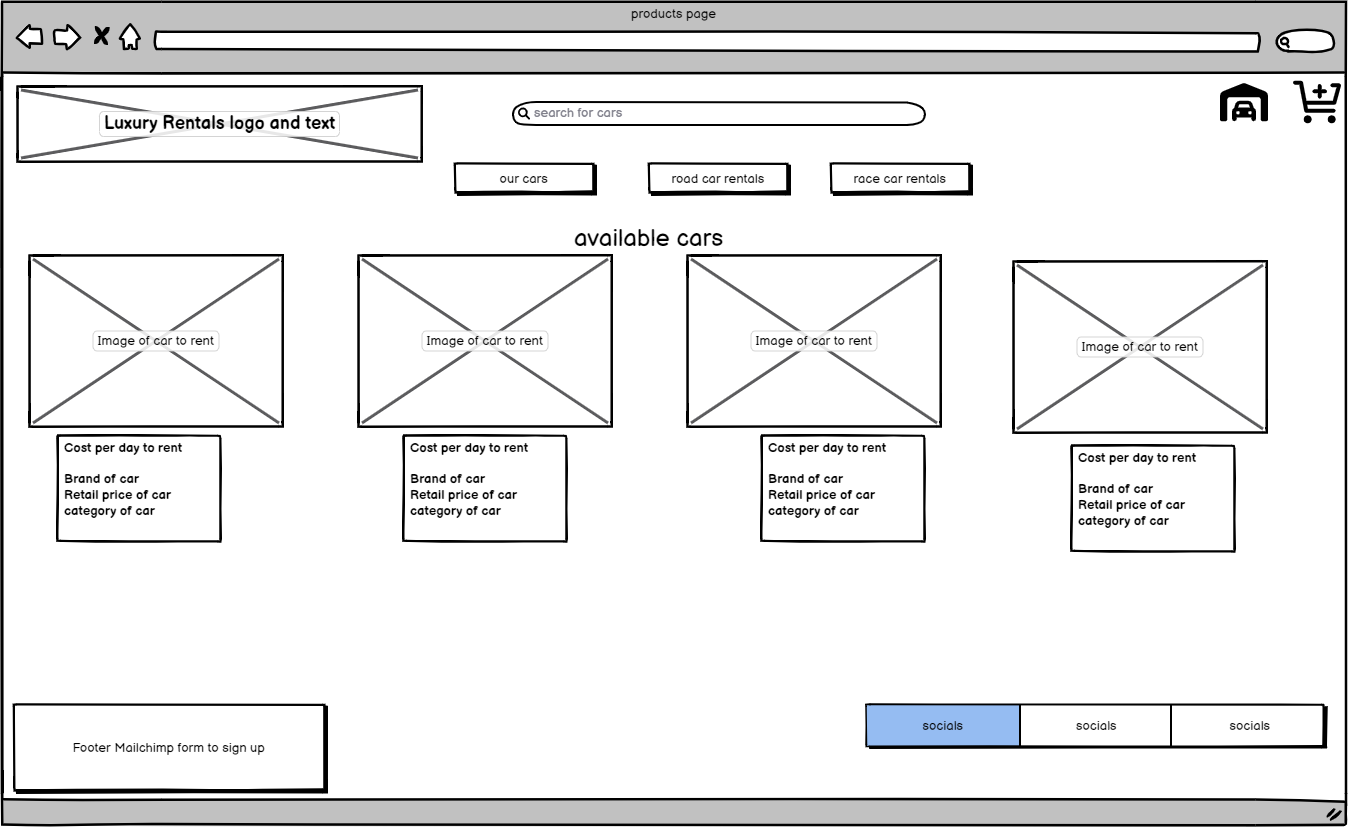 products page
Luxury Rentals logo and text
search for cars
our cars
road car rentals
race car rentals
available cars
Image of car to rent
Image of car to rent
Image of car to rent
Image of car to rent
Cost per day to rent
Brand of car
Retail price of car
category of car
Cost per day to rent
Brand of car
Retail price of car
category of car
Cost per day to rent
Brand of car
Retail price of car
category of car
Cost per day to rent
Brand of car
Retail price of car
category of car
Footer Mailchimp form to sign up
socials
socials
socials